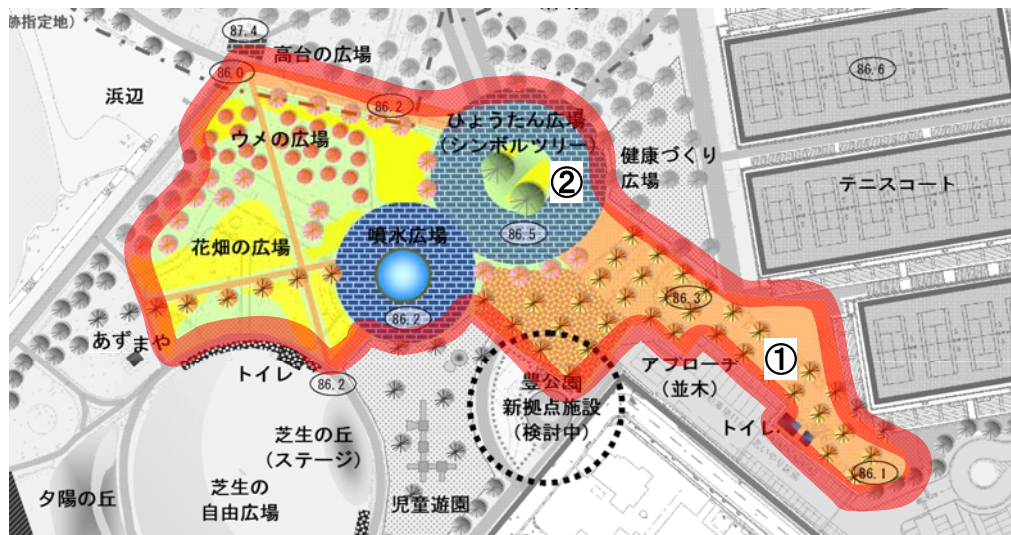 跡指定地)
87.4
高台の広場
86.0
浜辺
86.2
86.6
ひょうたん広場
(シンボルツリー)
ウメの広場
健康づくり
広場
②
テニスコート
花畑の広場
噴水広場
86.5
86.3
86.2
あずまや
トイレ
86.2
アプローチ
(並木)
①
豊公園
新拠点施設
(検討中)
トイレ
芝生の丘
(ステージ)
86.1
夕陽の丘
芝生の
自由広場
児童遊園